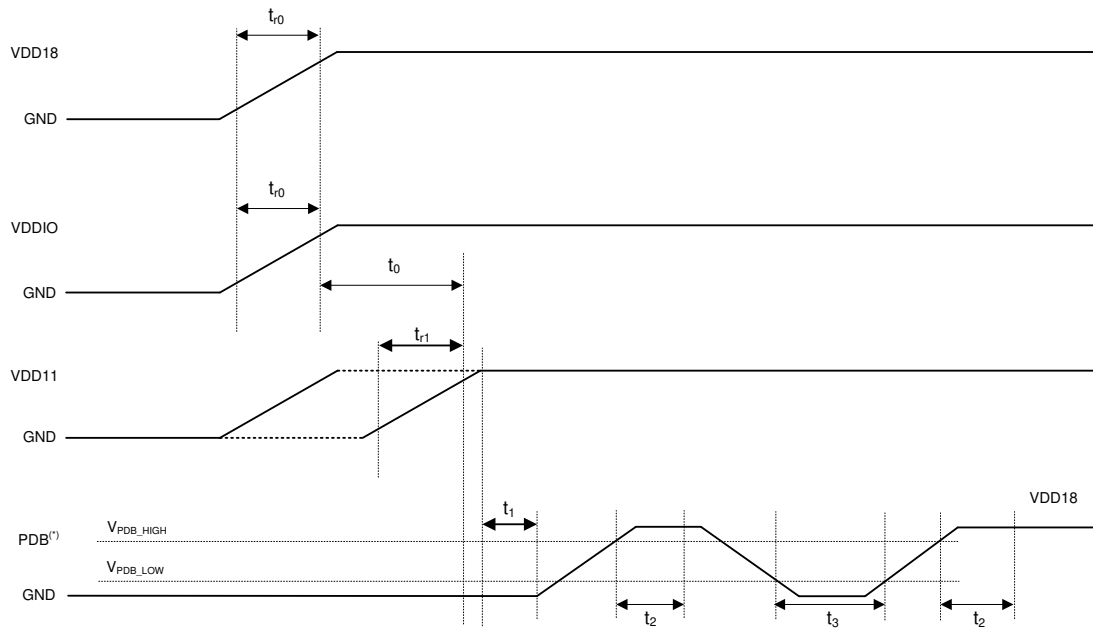 t_r0
VDD18
GND
t_r0
VDDIO
GND
t_0
t_r1
VDD11
GND
t_1
VDD18
V_PDB_HIGH
PDB(*)
V_PDB_LOW
GND
t_2
t_3
t_2